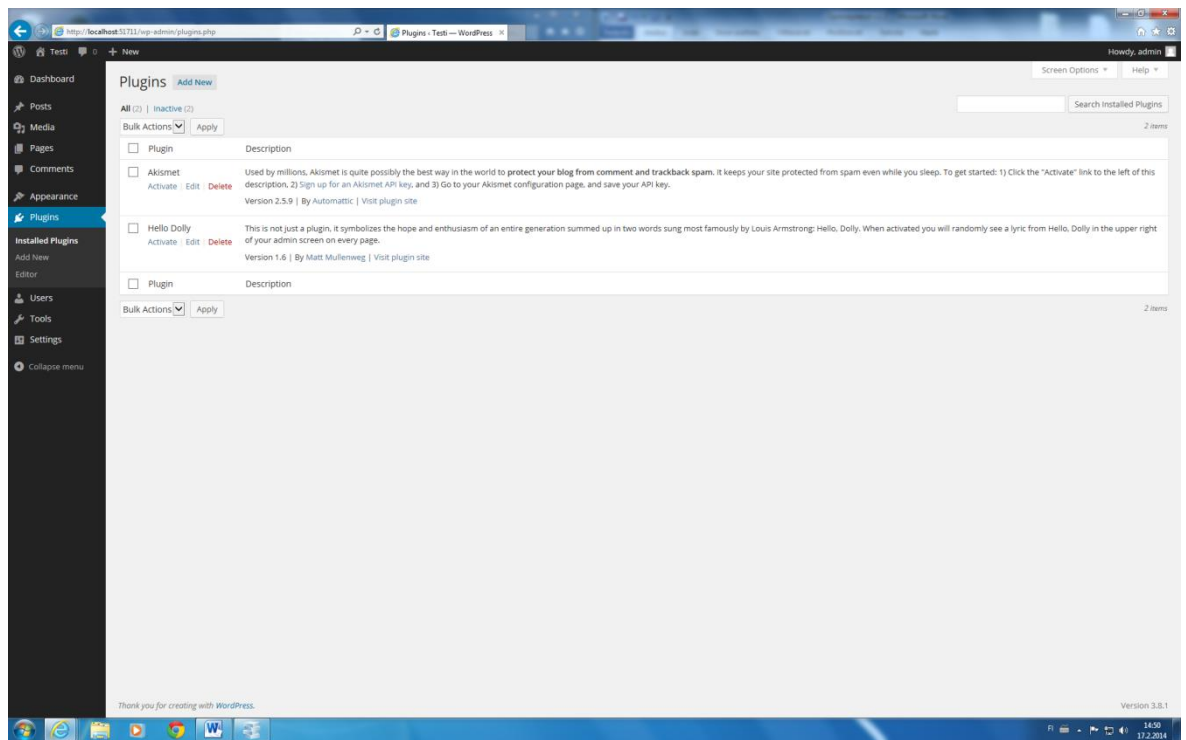 http://localhost:51711/wp-admin/plugins.php
Plugins ‹ Testi — WordPress
Testi 0 + New
Howdy, admin
Screen Options Help
Dashboard
Posts
Media
Pages
Comments
Appearance
Plugins
Installed Plugins
Add New
Editor
Users
Tools
Settings
Collapse menu
Plugins Add New
All (2) | Inactive (2)
Search Installed Plugins
Bulk Actions Apply
2 items
Plugin Description
Akismet
Activate | Edit | Delete
Used by millions, Akismet is quite possibly the best way in the world to protect your blog from comment and trackback spam. It keeps your site protected from spam even while you sleep. To get started: 1) Click the "Activate" link to the left of this
description, 2) Sign up for an Akismet API key, and 3) Go to your Akismet configuration page, and save your API key.
Version 2.5.9 | By Automattic | Visit plugin site
Hello Dolly
Activate | Edit | Delete
This is not just a plugin, it symbolizes the hope and enthusiasm of an entire generation summed up in two words sung most famously by Louis Armstrong: Hello, Dolly. When activated you will randomly see a lyric from Hello, Dolly in the upper right
of your admin screen on every page.
Version 1.6 | By Matt Mullenweg | Visit plugin site
Plugin Description
Bulk Actions Apply
2 items
Thank you for creating with WordPress.
Version 3.8.1
FI
14:50
17.2.2014